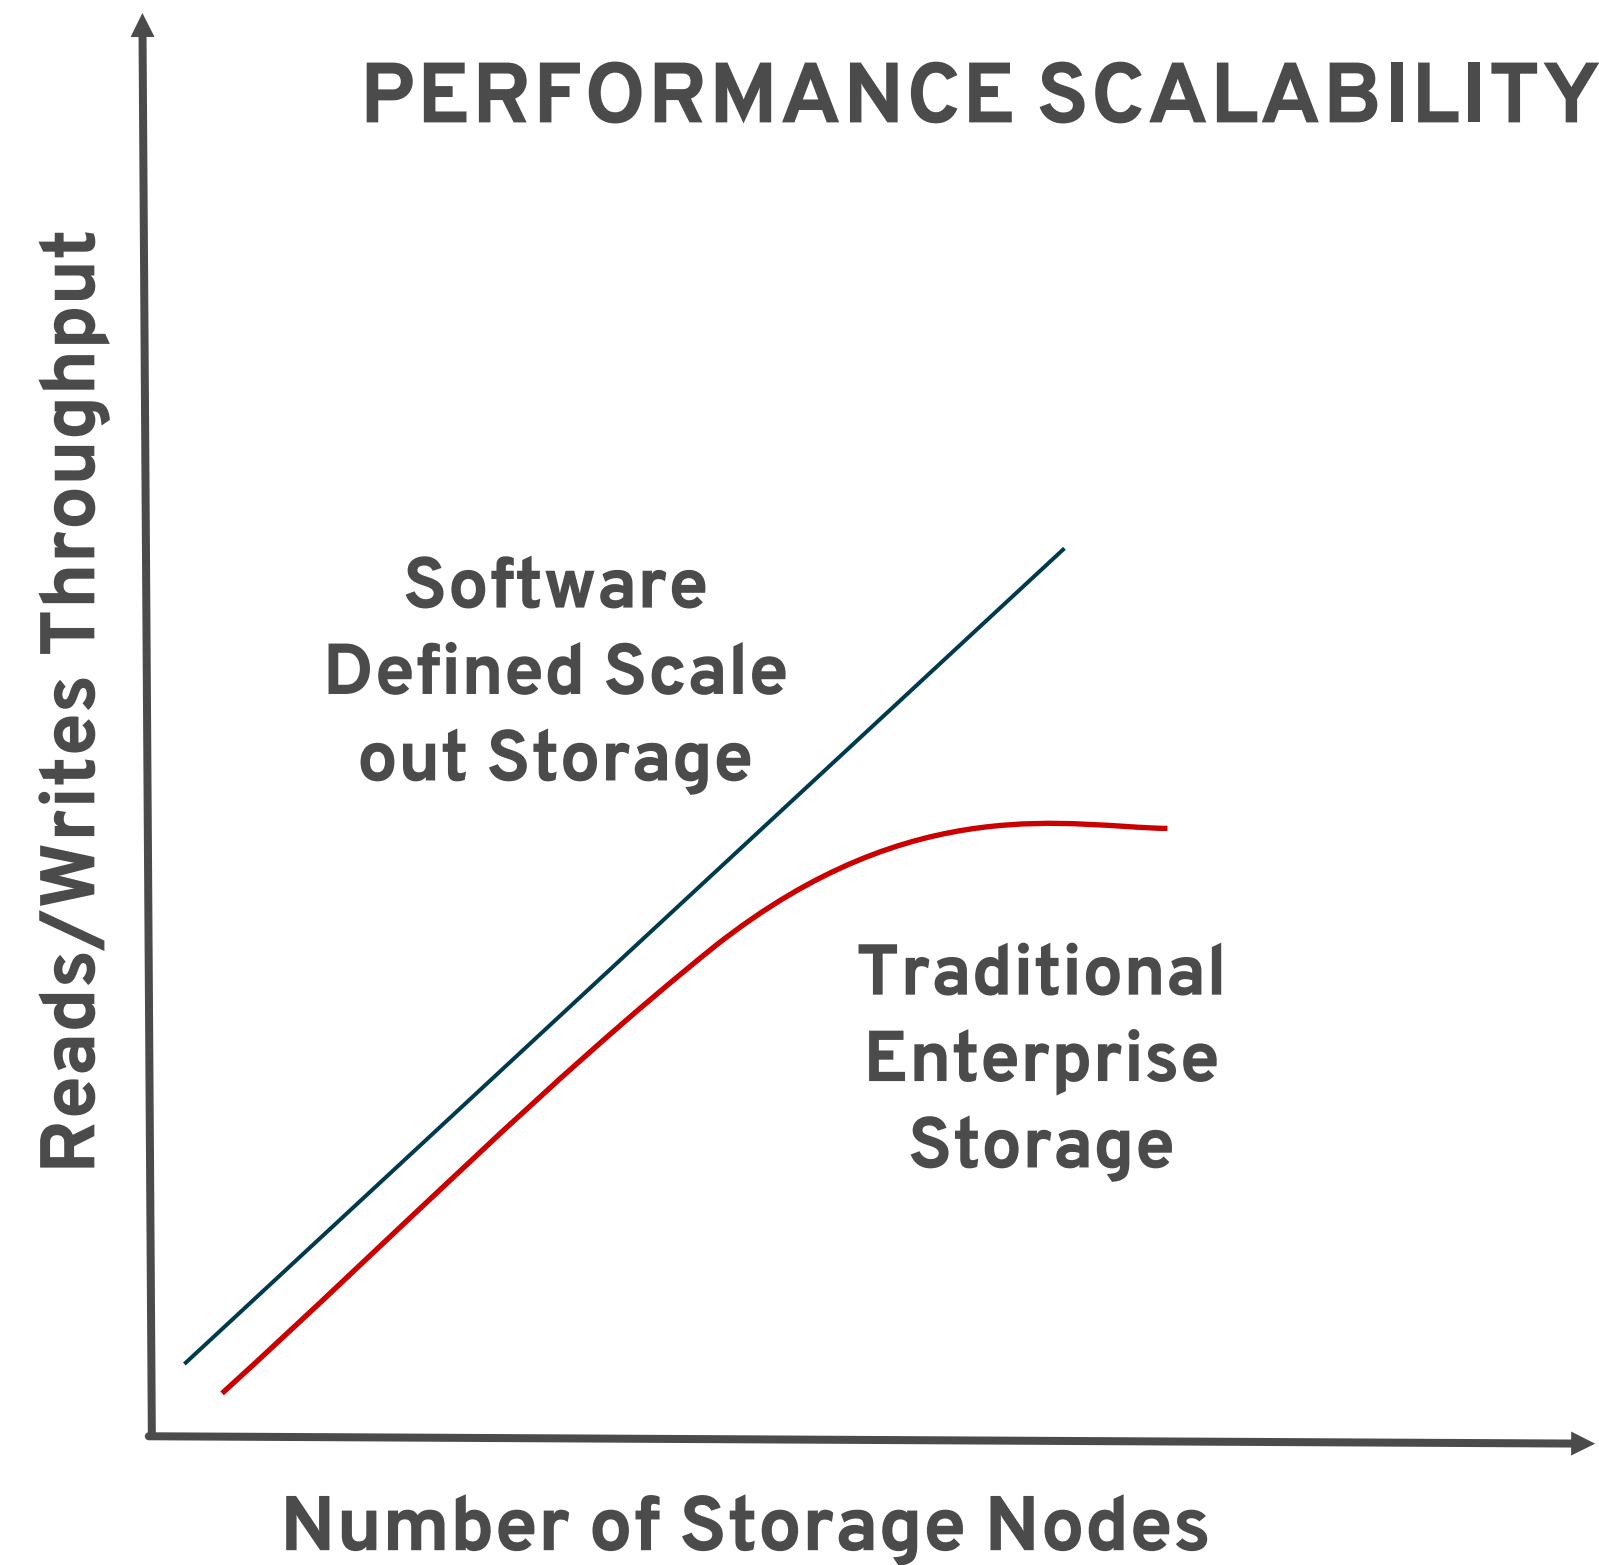 PERFORMANCE SCALABILITY
Reads/Writes Throughput
Software
Defined Scale
out Storage
Traditional
Enterprise
Storage
Number of Storage Nodes